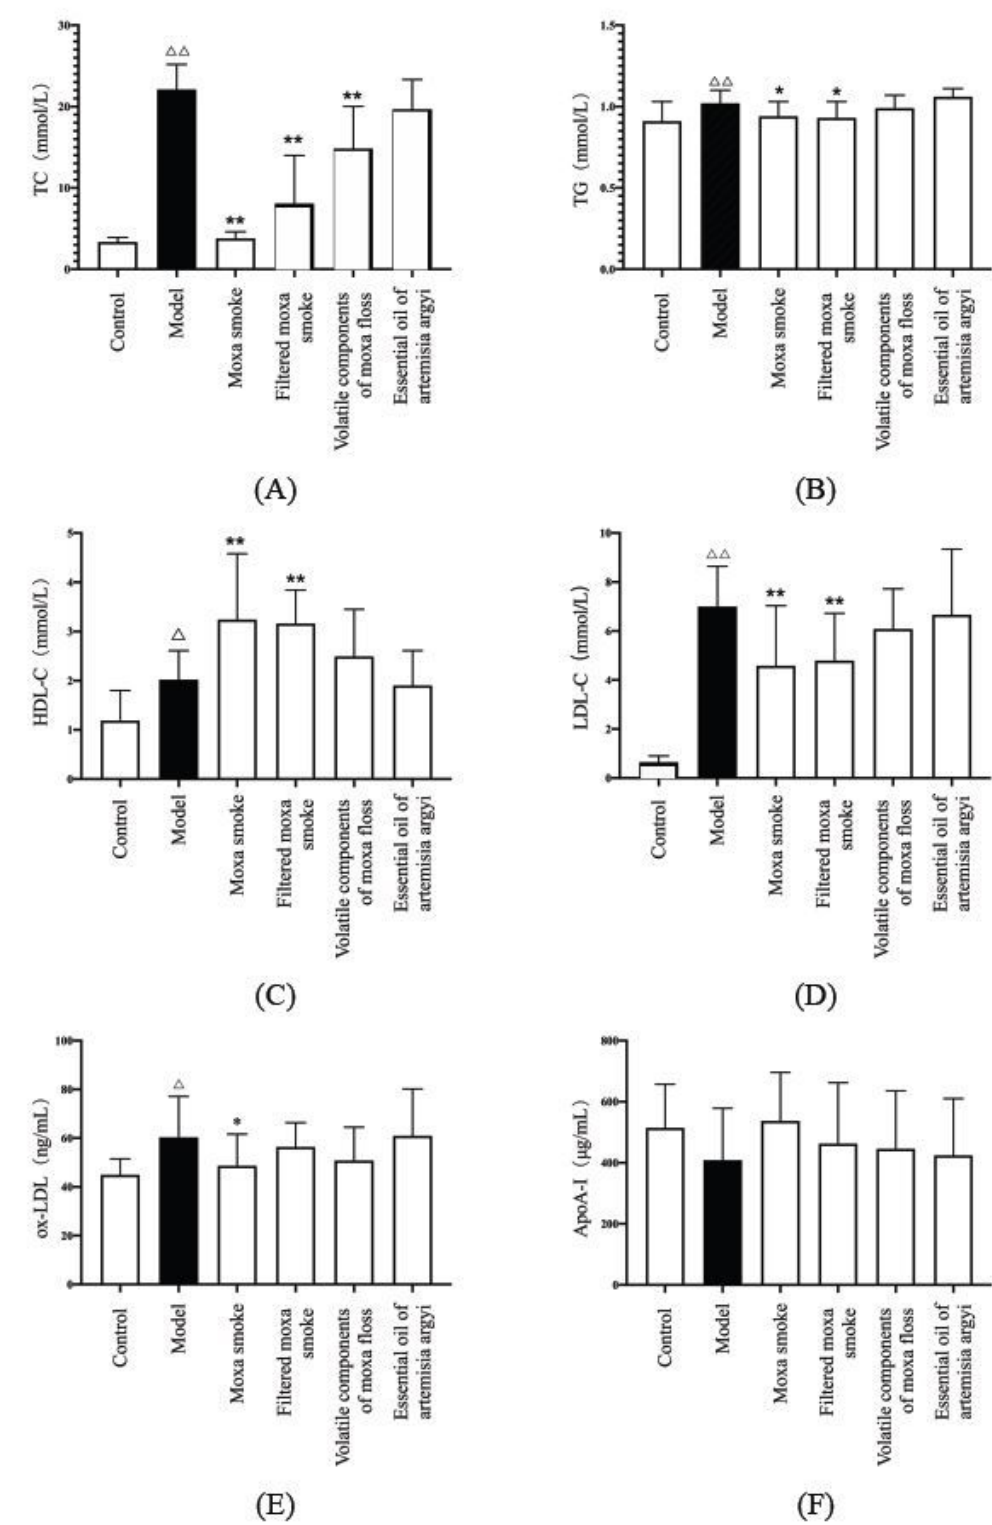 30
20
10
0
TC (mmol/L)
△△
**
**
**
Control
Model
Moxa smoke
Filtered moxa
smoke
Volatile components
of moxa floss
Essential oil of
artemisia argyi
(A)
1.5
1.0
0.5
0.0
TG (mmol/L)
△△
*
*
Control
Model
Moxa smoke
Filtered moxa
smoke
Volatile components
of moxa floss
Essential oil of
artemisia argyi
(B)
5
4
3
2
1
0
HDL-C (mmol/L)
△
**
**
Control
Model
Moxa smoke
Filtered moxa
smoke
Volatile components
of moxa floss
Essential oil of
artemisia argyi
(C)
10
8
6
4
2
0
LDL-C (mmol/L)
△△
**
**
Control
Model
Moxa smoke
Filtered moxa
smoke
Volatile components
of moxa floss
Essential oil of
artemisia argyi
(D)
100
80
60
40
20
0
ox-LDL (ng/mL)
△
*
Control
Model
Moxa smoke
Filtered moxa
smoke
Volatile components
of moxa floss
Essential oil of
artemisia argyi
(E)
800
600
400
200
0
ApoA-I (μg/mL)
Control
Model
Moxa smoke
Filtered moxa
smoke
Volatile components
of moxa floss
Essential oil of
artemisia argyi
(F)